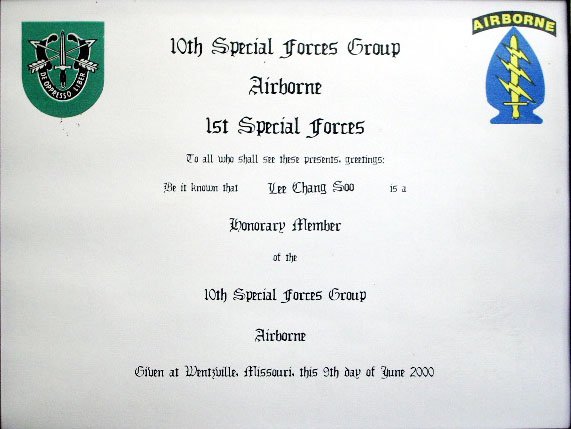 DE OPPRESSO LIBER
AIRBORNE
10th Special Forces Group
Airborne
1st Special Forces
To all who shall see these presents, greetings:
Be it known that Lee Chang Soo is a
Honorary Member
of the
10th Special Forces Group
Airborne
Given at Wentzville, Missouri, this 9th day of June 2000